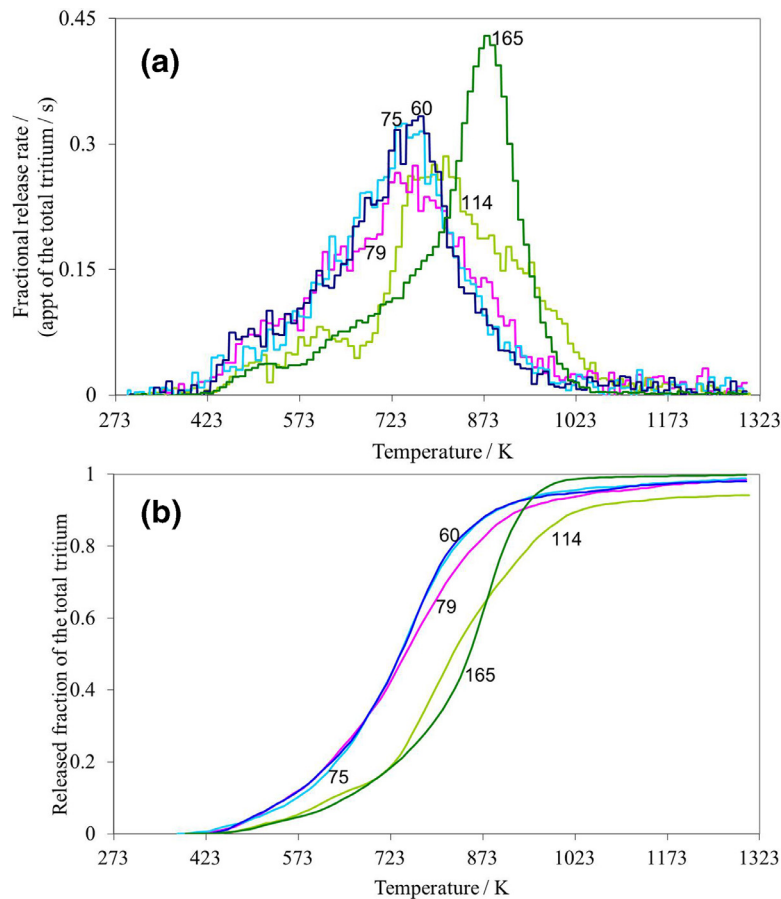 (a)
Fractional release rate /
(appt of the total tritium / s)
0.45
0.3
0.15
0
165
75 60
114
79
273 423 573 723 873 1023 1173 1323
Temperature / K
(b)
Released fraction of the total tritium
1
0.8
0.6
0.4
0.2
0
60
114
79
165
75
273 423 573 723 873 1023 1173 1323
Temperature / K